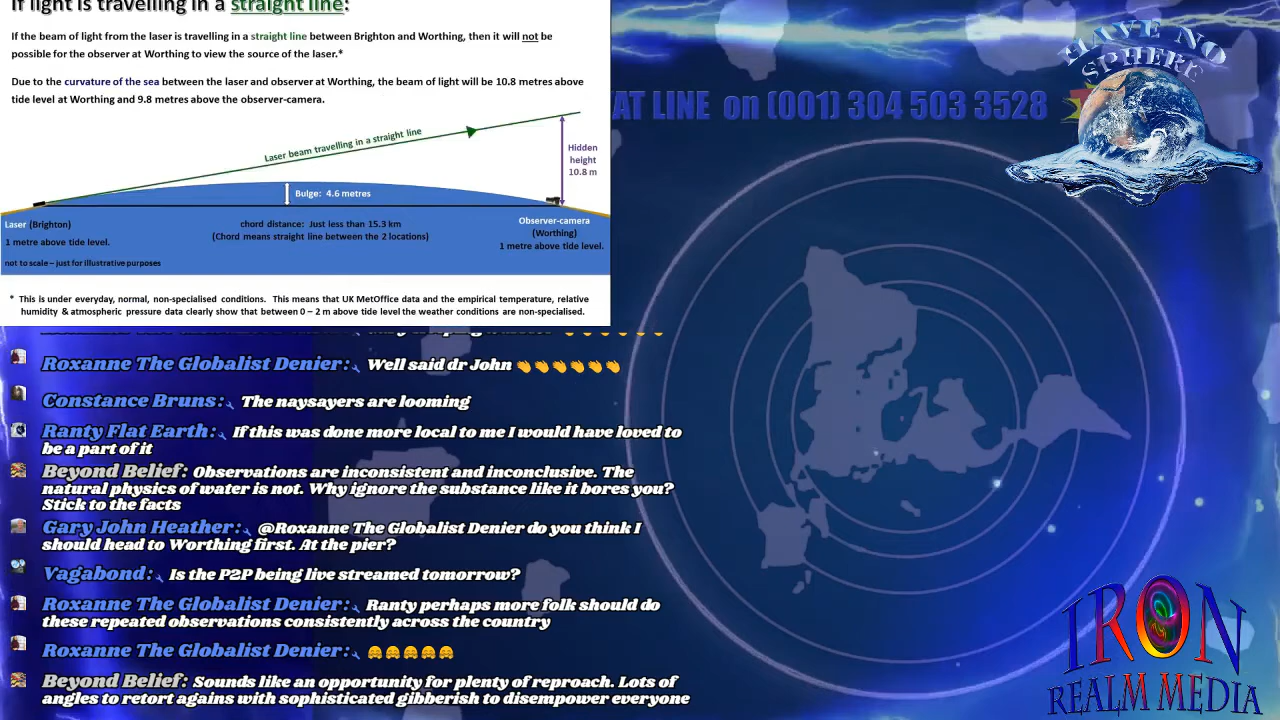 If light is travelling in a straight line:
If the beam of light from the laser is travelling in a straight line between Brighton and Worthing, then it will not be
possible for the observer at Worthing to view the source of the laser.*
Due to the curvature of the sea between the laser and observer at Worthing, the beam of light will be 10.8 metres above
tide level at Worthing and 9.8 metres above the observer-camera.
Laser beam travelling in a straight line
Hidden
height
10.8 m
Bulge: 4.6 metres
Laser (Brighton)
1 metre above tide level.
chord distance: Just less than 15.3 km
(Chord means straight line between the 2 locations)
Observer-camera
(Worthing)
1 metre above tide level.
not to scale – just for illustrative purposes
* This is under everyday, normal, non-specialised conditions. This means that UK MetOffice data and the empirical temperature, relative
humidity & atmospheric pressure data clearly show that between 0 – 2 m above tide level the weather conditions are non-specialised.
AT LINE on (001) 304 503 3528
HAVE NO
SPHERE
Roxanne The Globalist Denier: Well said dr John 👏👏👏👏👏👏
Constance Bruns: The naysayers are looming
Ranty Flat Earth: If this was done more local to me I would have loved to
be a part of it
Beyond Belief: Observations are inconsistent and inconclusive. The
natural physics of water is not. Why ignore the substance like it bores you?
Stick to the facts
Gary John Heather: @Roxanne The Globalist Denier do you think I
should head to Worthing first. At the pier?
Vagabond: Is the P2P being live streamed tomorrow?
Roxanne The Globalist Denier: Ranty perhaps more folk should do
these repeated observations consistently across the country
Roxanne The Globalist Denier:
Beyond Belief: Sounds like an opportunity for plenty of reproach. Lots of
angles to retort agains with sophisticated gibberish to disempower everyone
IRON
REALM MEDIA